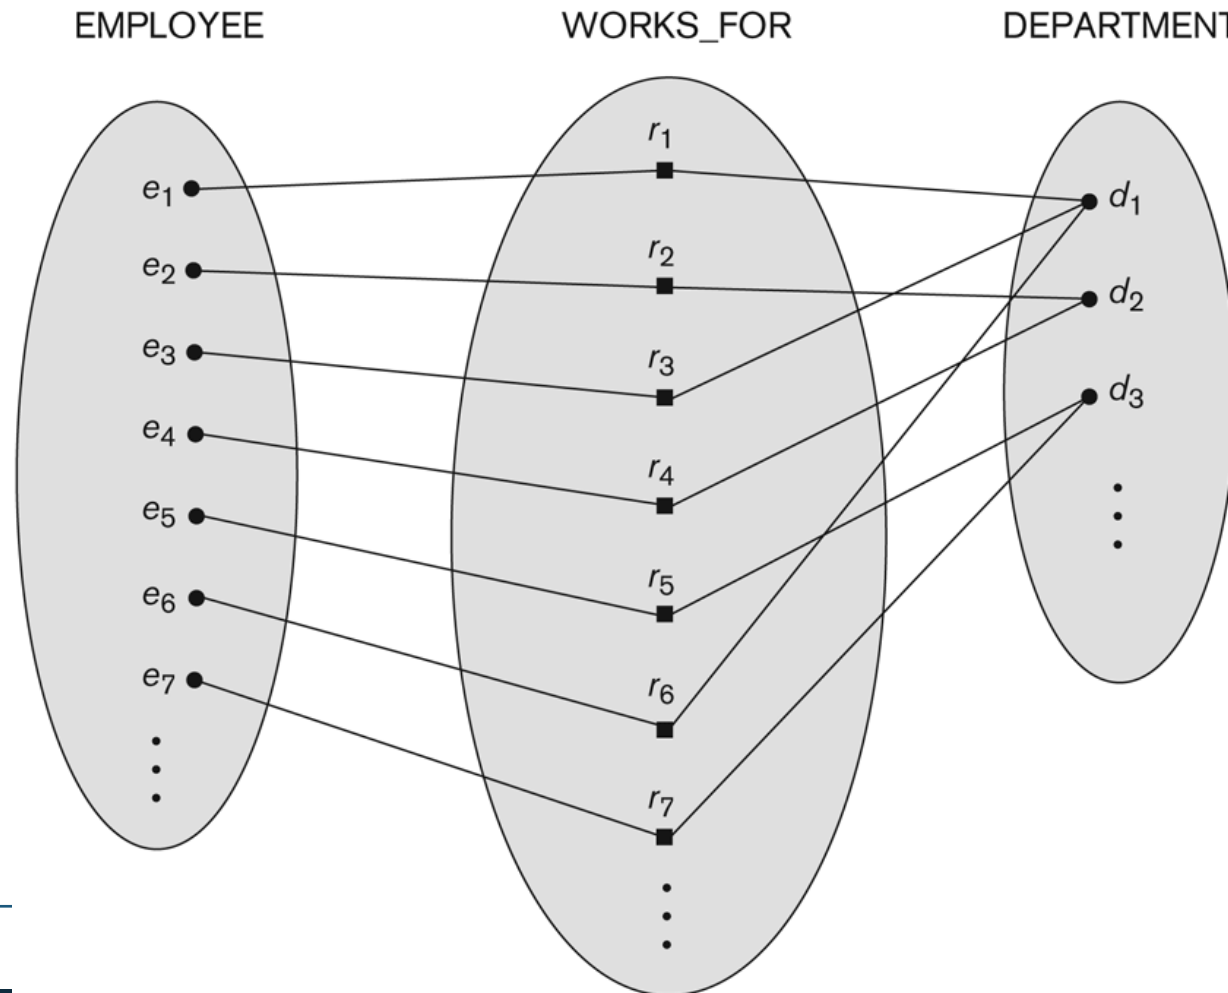 EMPLOYEE WORKS_FOR DEPARTMENT
r₁
e₁ d₁
r₂
e₂ d₂
e₃ r₃
d₃
e₄ r₄
e₅
r₅
e₆
e₇ r₆
r₇